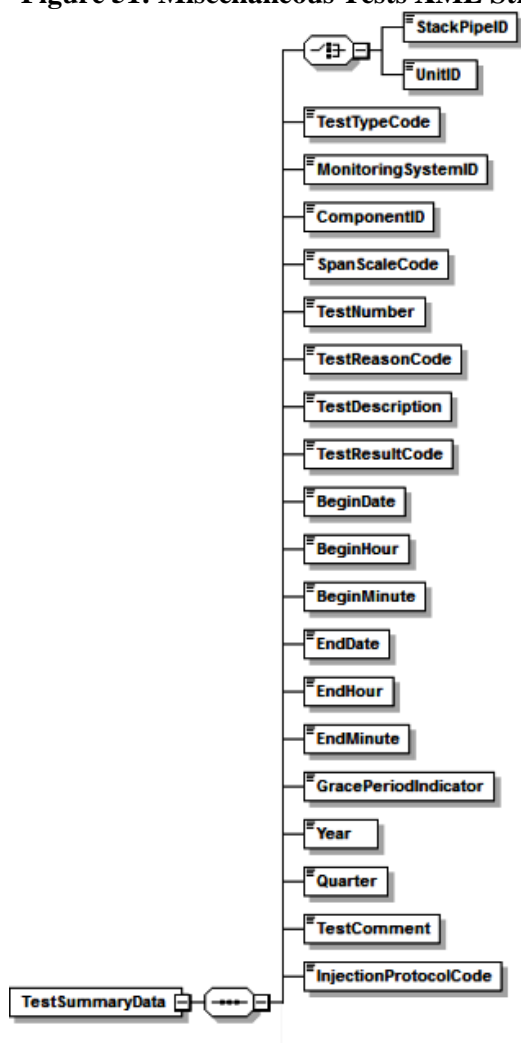 Figure 31: Miscellaneous Tests XML St
StackPipeID
UnitID
TestTypeCode
MonitoringSystemID
ComponentID
SpanScaleCode
TestNumber
TestReasonCode
TestDescription
TestResultCode
BeginDate
BeginHour
BeginMinute
EndDate
EndHour
EndMinute
GracePeriodIndicator
Year
Quarter
TestComment
InjectionProtocolCode
TestSummaryData